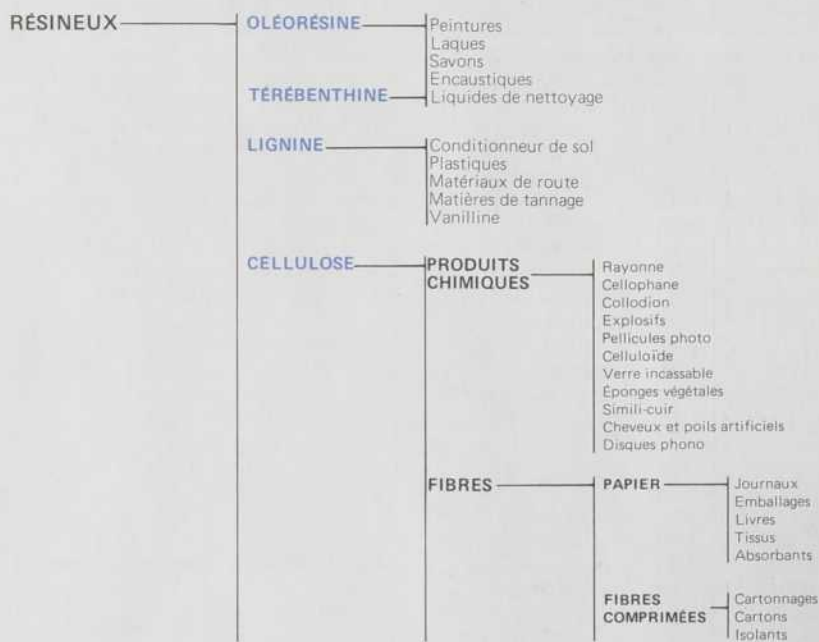 RÉSINEUX
OLÉORÉSINE
Peintures
Laques
Savons
Encaustiques
TÉRÉBENTHINE
Liquides de nettoyage
LIGNINE
Conditionneur de sol
Plastiques
Matériaux de route
Matières de tannage
Vanilline
CELLULOSE
PRODUITS
CHIMIQUES
Rayonne
Cellophane
Collodion
Explosifs
Pellicules photo
Celluloïde
Verre incassable
Éponges végétales
Simili-cuir
Cheveux et poils artificiels
Disques phono
FIBRES
PAPIER
Journaux
Emballages
Livres
Tissus
Absorbants
FIBRES
COMPRIMÉES
Cartonnages
Cartons
Isolants